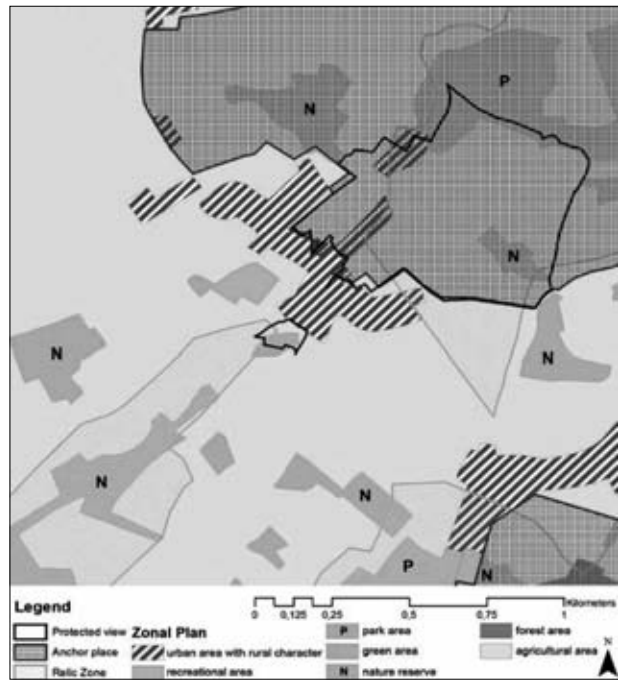 P
N
N
N
N
N
N
P
N
Legend
0 0,125 0,25 0,5 0,75 1 Kilometers
Protected view Zonal Plan P park area forest area
Anchor place urban area with rural character green area agricultural area
Relic Zone recreational area N nature reserve
N